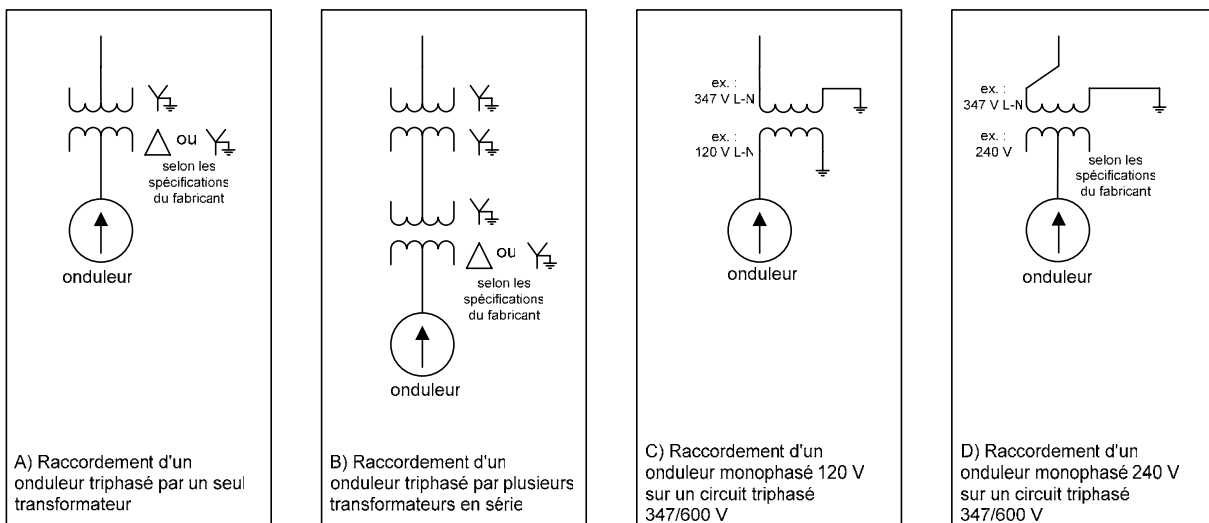 ou
selon les
spécifications
du fabricant
onduleur
A) Raccordement d'un
onduleur triphasé par un seul
transformateur
ou
selon les
spécifications
du fabricant
onduleur
B) Raccordement d'un
onduleur triphasé par plusieurs
transformateurs en série
ex. :
347 V L-N
ex. :
120 V L-N
onduleur
C) Raccordement d'un
onduleur monophasé 120 V
sur un circuit triphasé
347/600 V
ex. :
347 V L-N
ex. :
240 V
selon les
spécifications
du fabricant
onduleur
D) Raccordement d'un
onduleur monophasé 240 V
sur un circuit triphasé
347/600 V